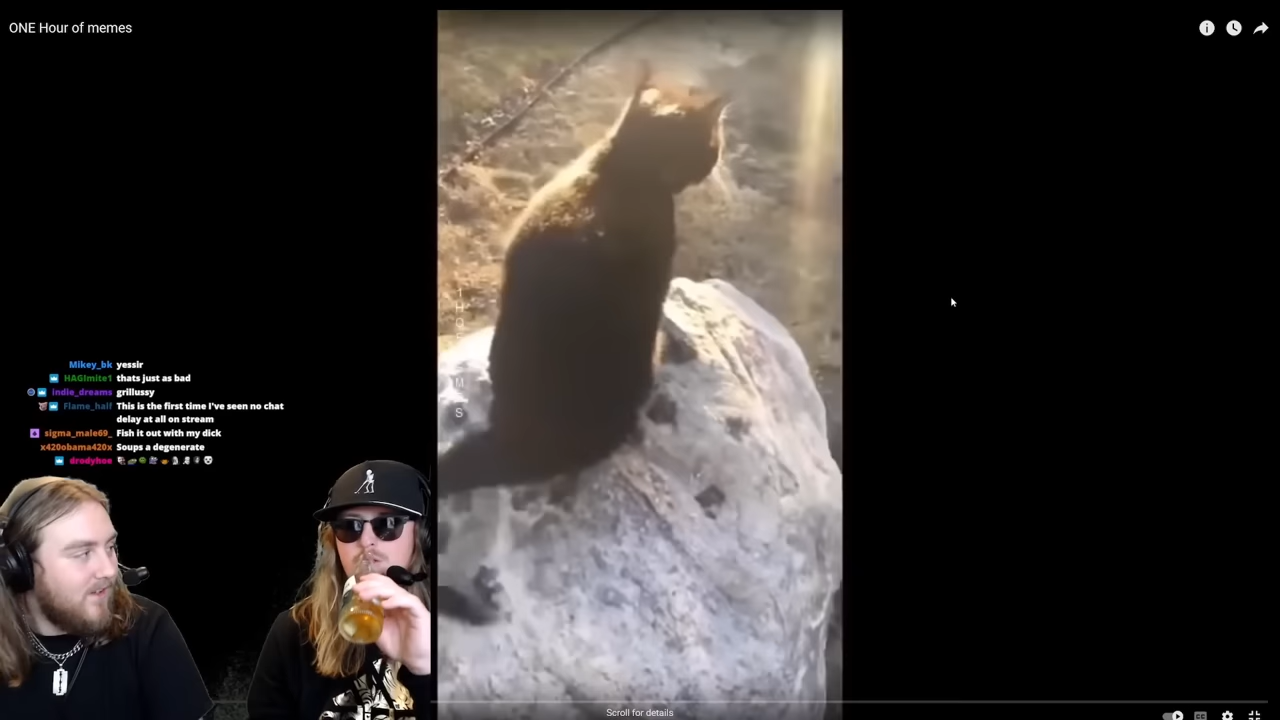 ONE Hour of memes
Mikey_bk yessir
HAGImite1 thats just as bad
indie_dreams grillussy
Flame_half This is the first time I've seen no chat
delay at all on stream
sigma_male69_ Fish it out with my dick
x420obama420x Soups a degenerate
drodyhoe
Scroll for details